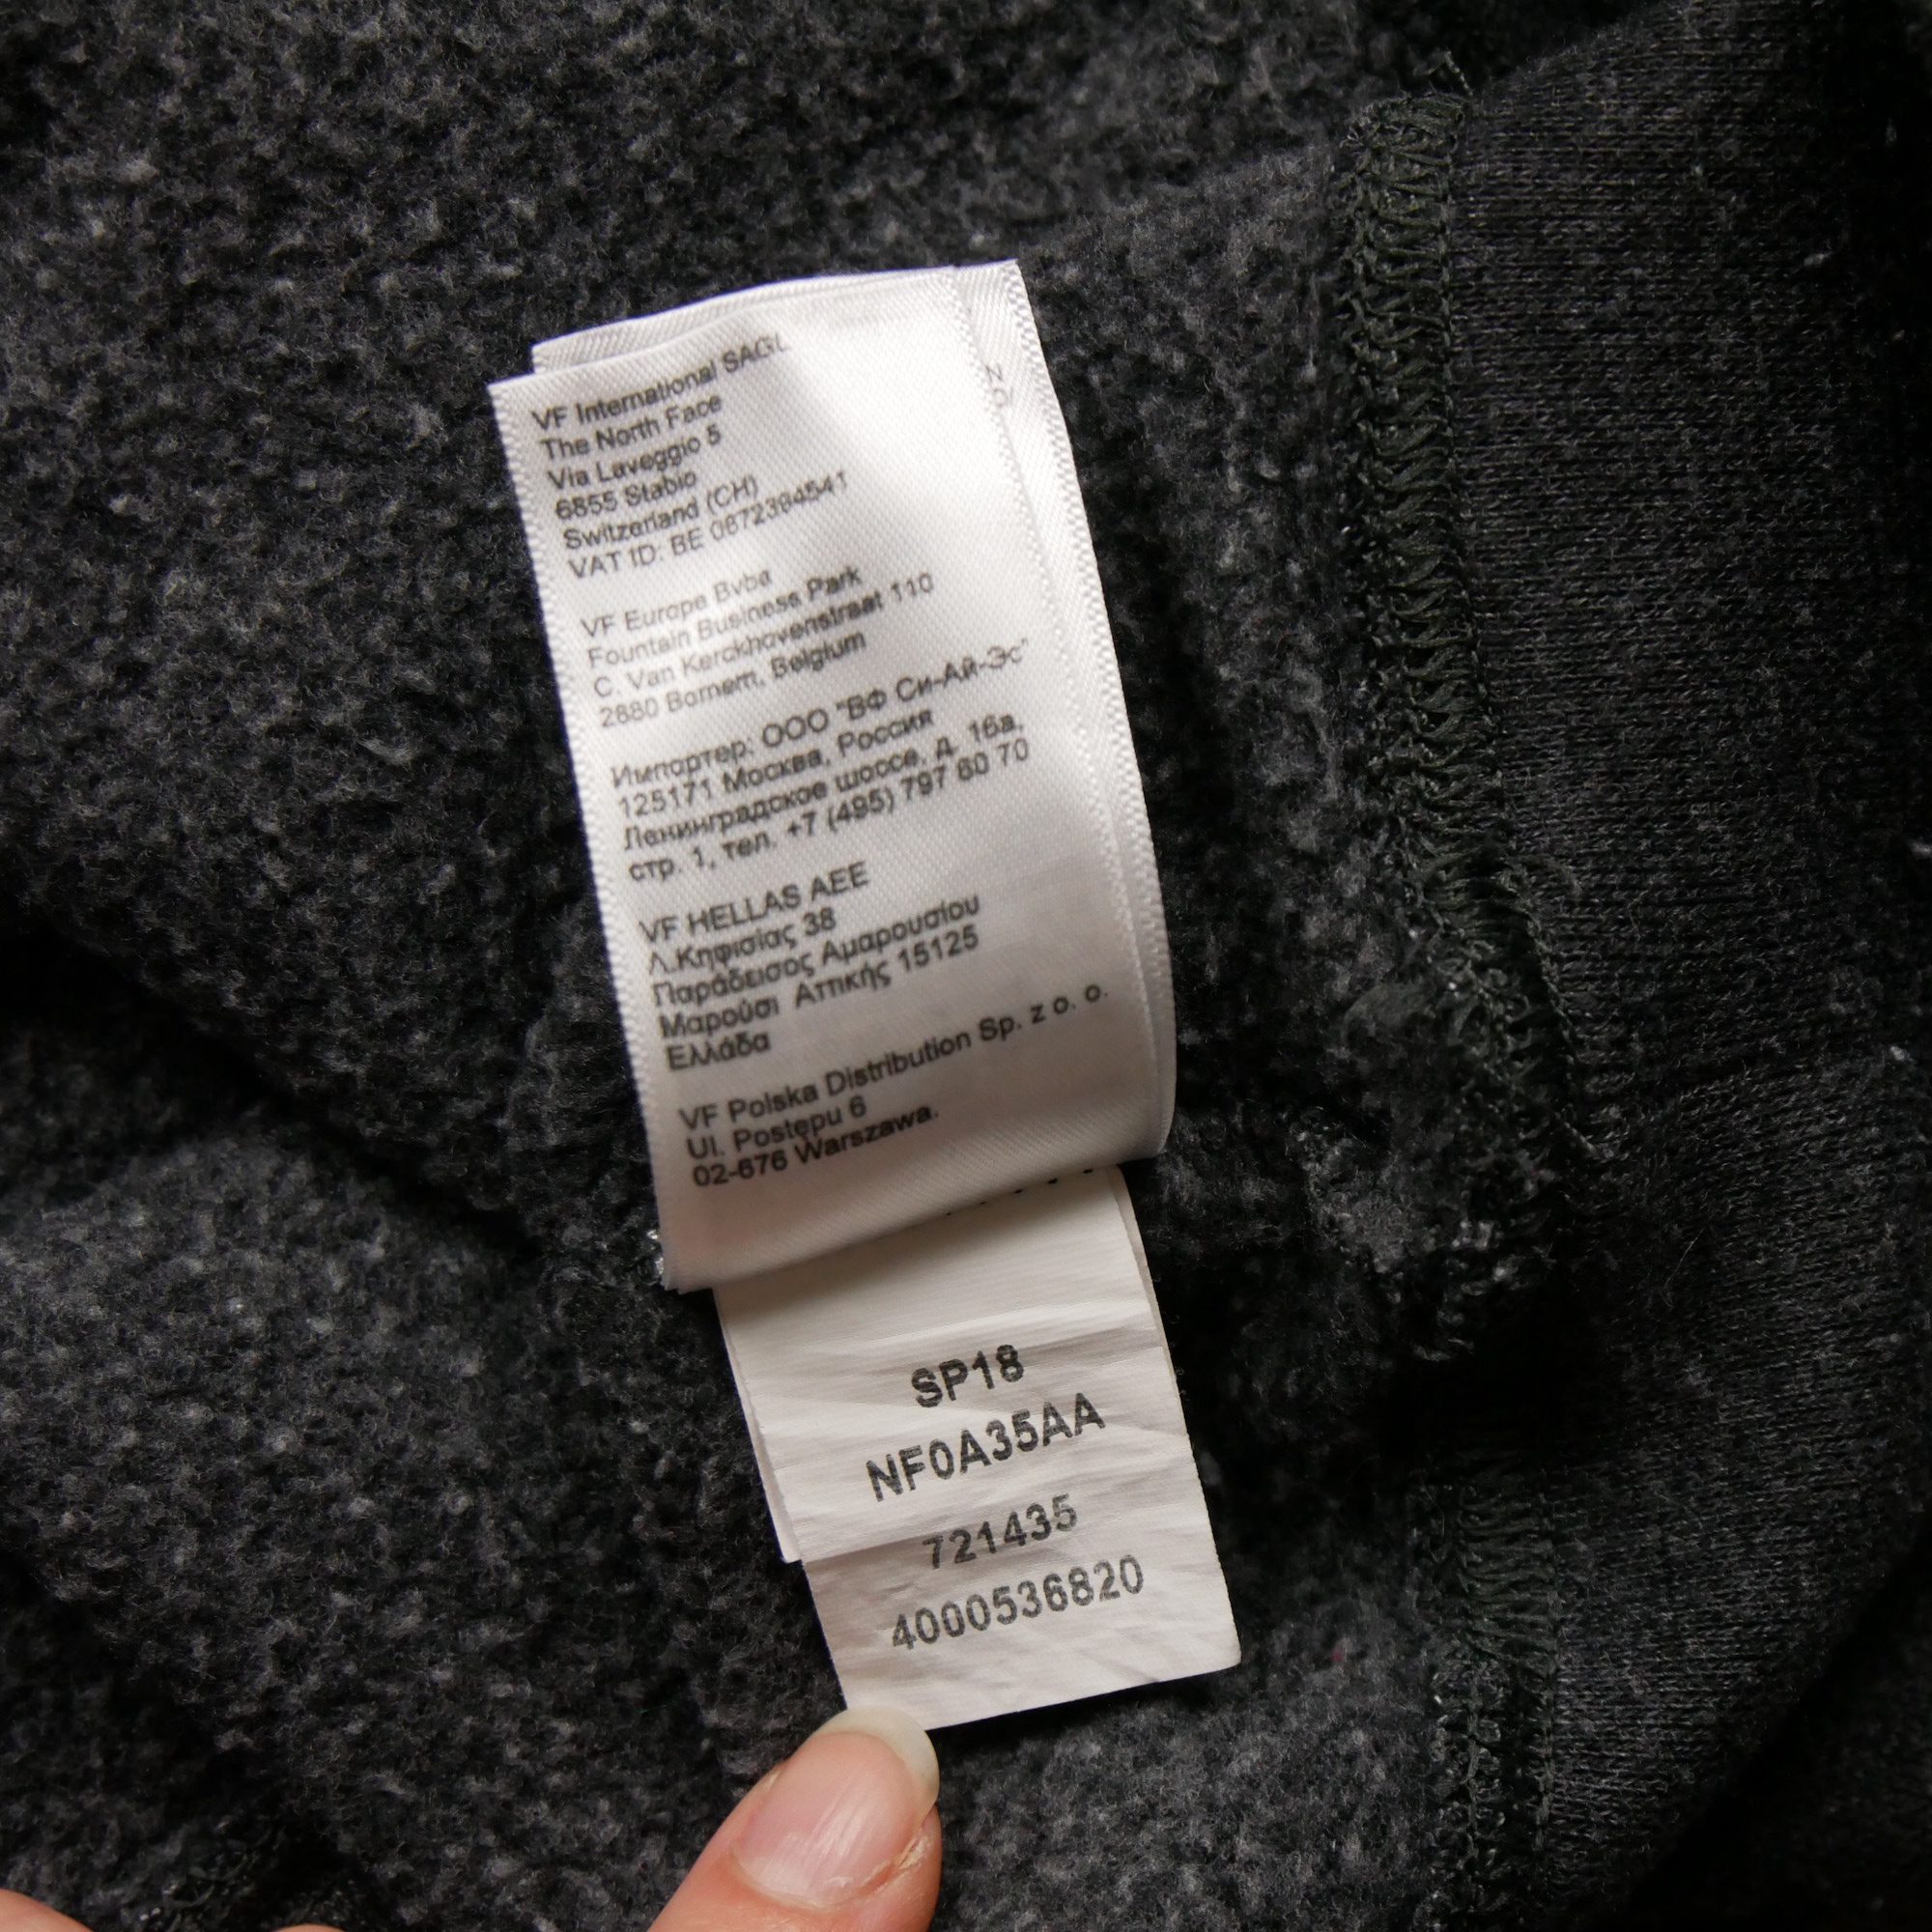 VF International SAGL
The North Face
Via Laveggio 5
6855 Stabio
Switzerland (CH)
VAT ID: BE 0872384541
VF Europe Bvba
Fountain Business Park
C. Van Kerckhovenstraat 110
2880 Bornem, Belgium
Импортер: ООО "ВФ Си-Ай-Эс"
125171 Москва, Россия
Ленинградское шоссе, д. 16а,
стр. 1, тел. +7 (495) 797 80 70
VF HELLAS AEE
Λ.Κηφισίας 38
Παράδεισος Αμαρουσίου
Μαρούσι Αττικής 15125
Ελλάδα
VF Polska Distribution Sp. z o. o.
Ul. Postępu 6
02-676 Warszawa.
SP18
NF0A35AA
721435
4000536820